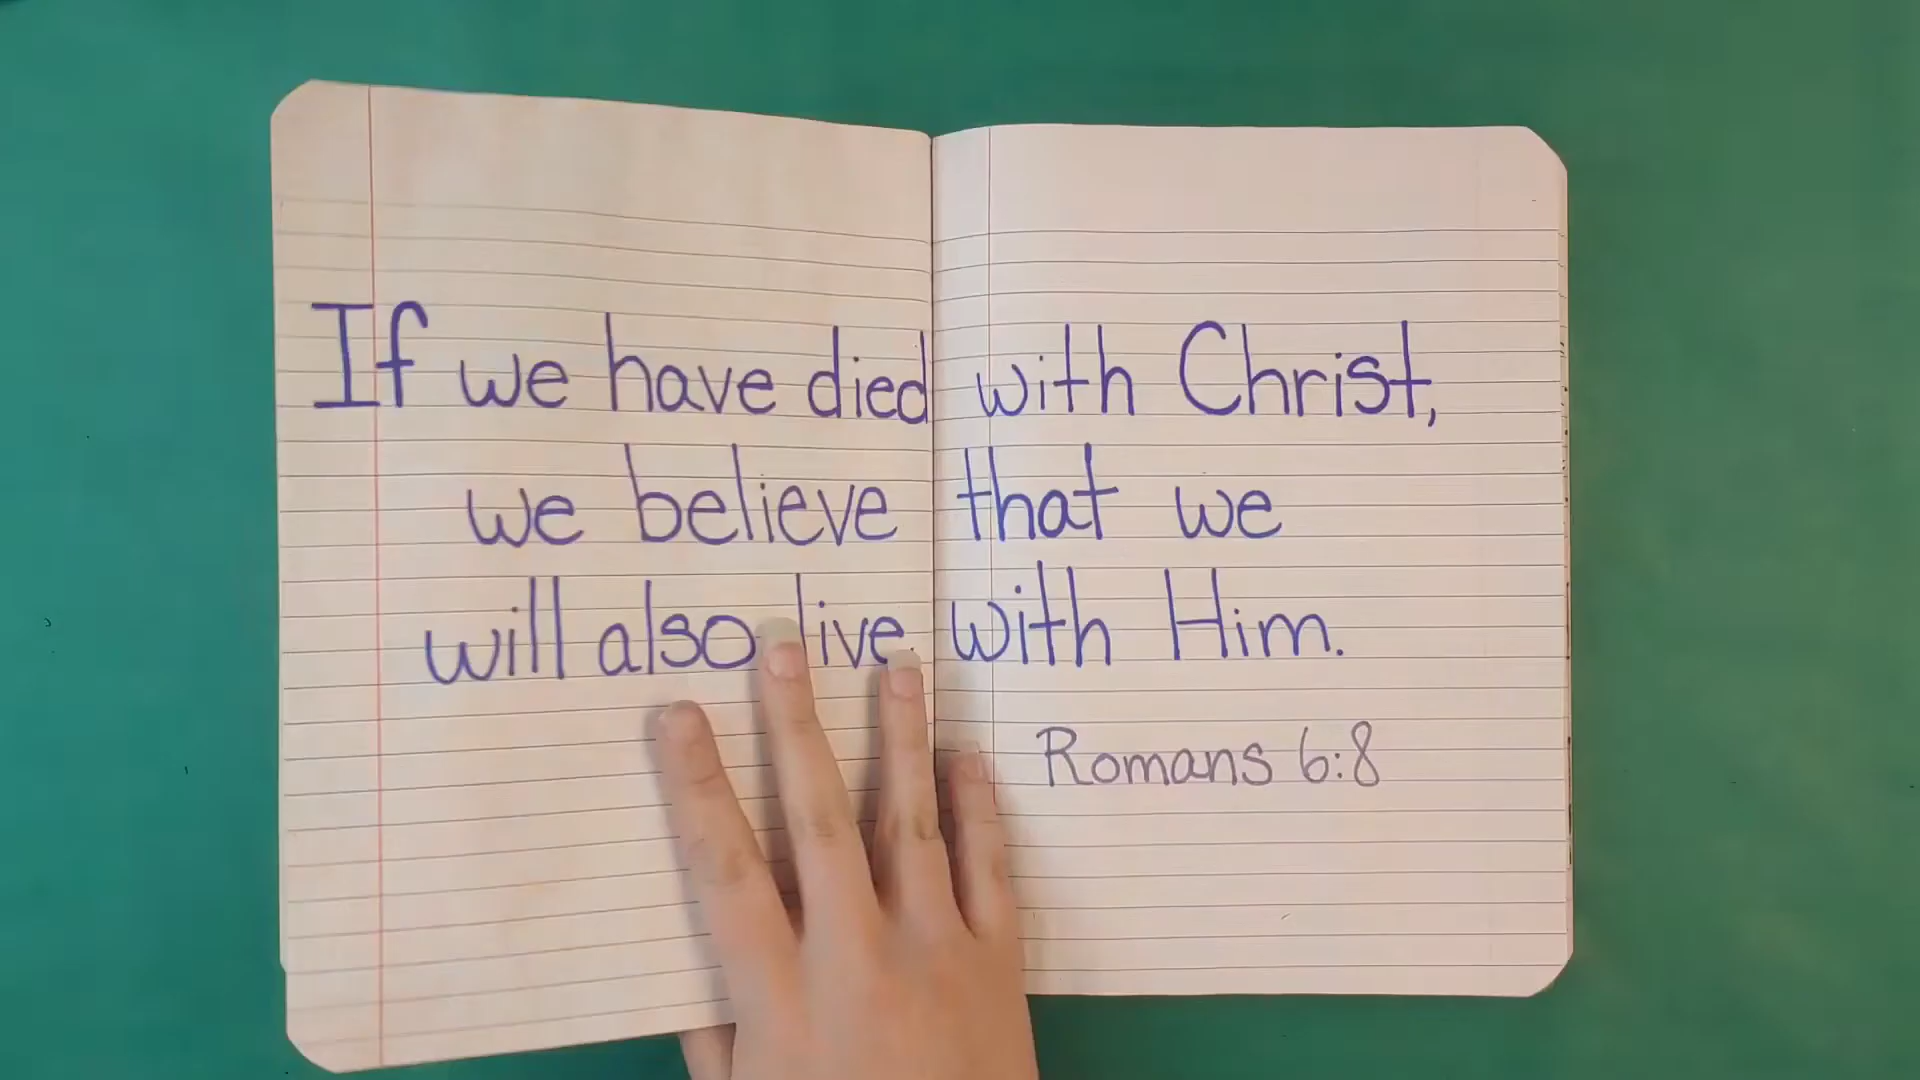 If we have died with Christ,
we believe that we
will also live with Him.
Romans 6:8